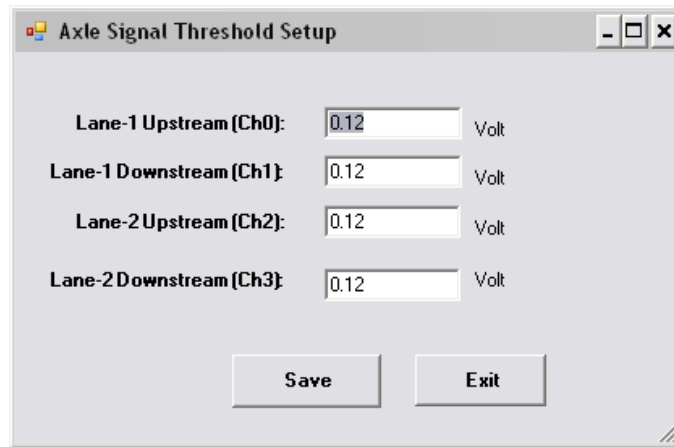 Axle Signal Threshold Setup
Lane-1 Upstream (Ch0): 0.12 Volt
Lane-1 Downstream (Ch1): 0.12 Volt
Lane-2 Upstream (Ch2): 0.12 Volt
Lane-2 Downstream (Ch3): 0.12 Volt
Save Exit